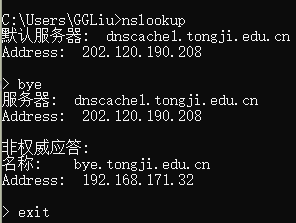 C:\Users\GGLiu>nslookup
默认服务器:  dnscache1.tongji.edu.cn
Address:  202.120.190.208
> bye
服务器:  dnscache1.tongji.edu.cn
Address:  202.120.190.208
非权威应答:
名称:    bye.tongji.edu.cn
Address:  192.168.171.32
> exit